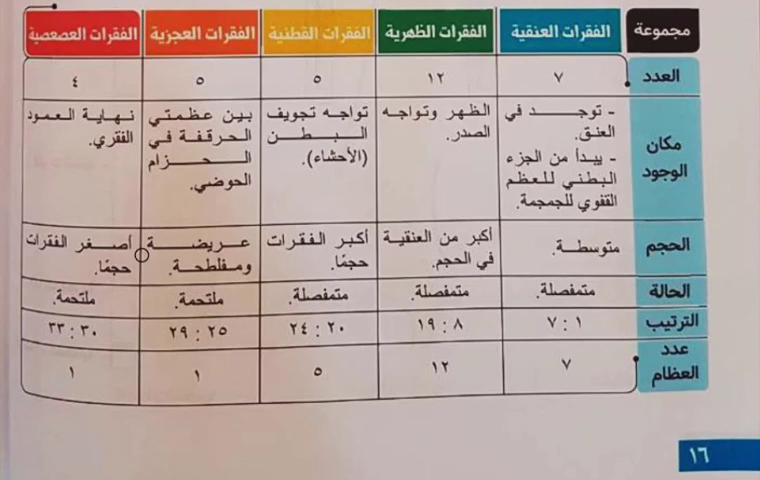 مجموعة الفقرات العنقية الفقرات الظهرية الفقرات القطنية الفقرات العجزية الفقرات العصعصية
العدد ٧ ١٢ ٥ ٥ ٤
مكان الوجود
- توجد في
العنق.
- يبدأ من الجزء
البطني للعظم
القفوي للجمجمة.
الظهر وتواجه
الصدر.
تواجه تجويف
البطن
(الأحشاء).
بين عظمتي
الحرقفة في
الحزام
الحوضي.
نهاية العمود
الفقري.
الحجم
متوسطة.
أكبر من العنقية
في الحجم.
أكبر الفقرات
حجمًا.
عريضة
ومفلطحة.
أصغر الفقرات
حجمًا.
الحالة متمفصلة. متمفصلة. متمفصلة. ملتحمة. ملتحمة.
الترتيب ١ : ٧ ٨ : ١٩ ٢٠ : ٢٤ ٢٥ : ٢٩ ٣٠ : ٣٣
عدد
العظام
٧ ١٢ ٥ ١ ١
١٦